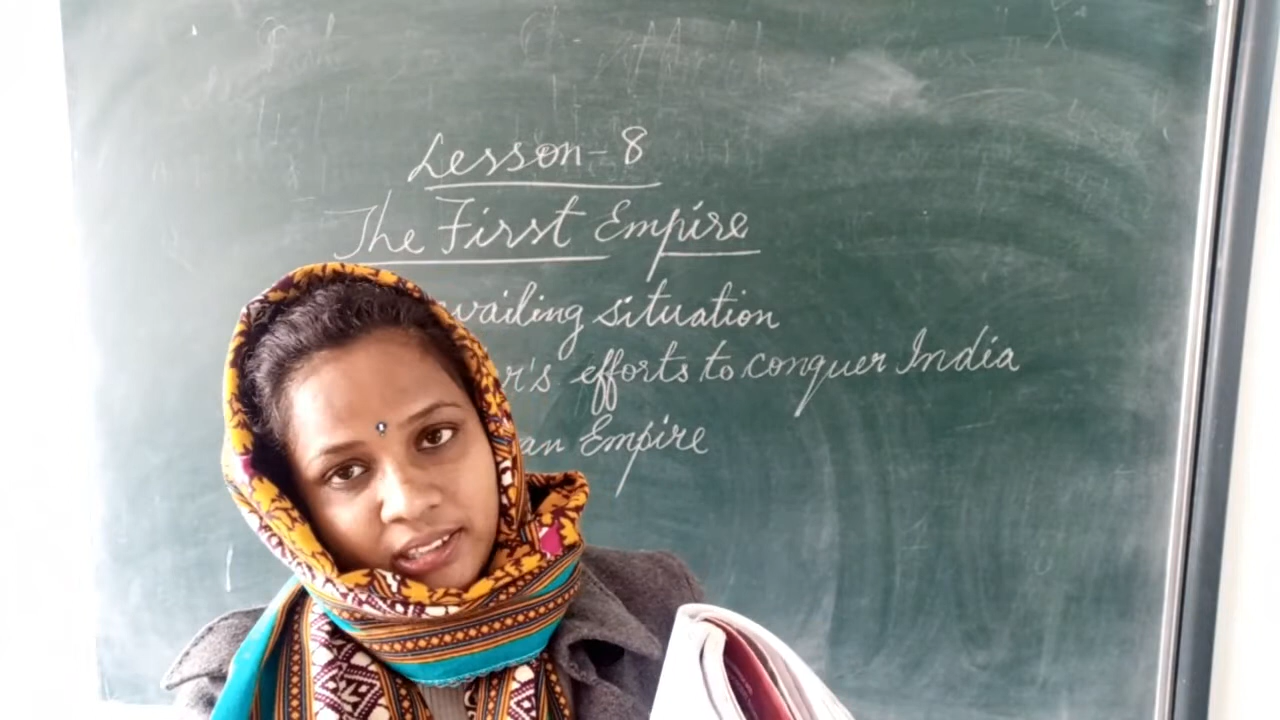 Lesson-8
The First Empire
vailing situation
r's efforts to conquer India
an Empire